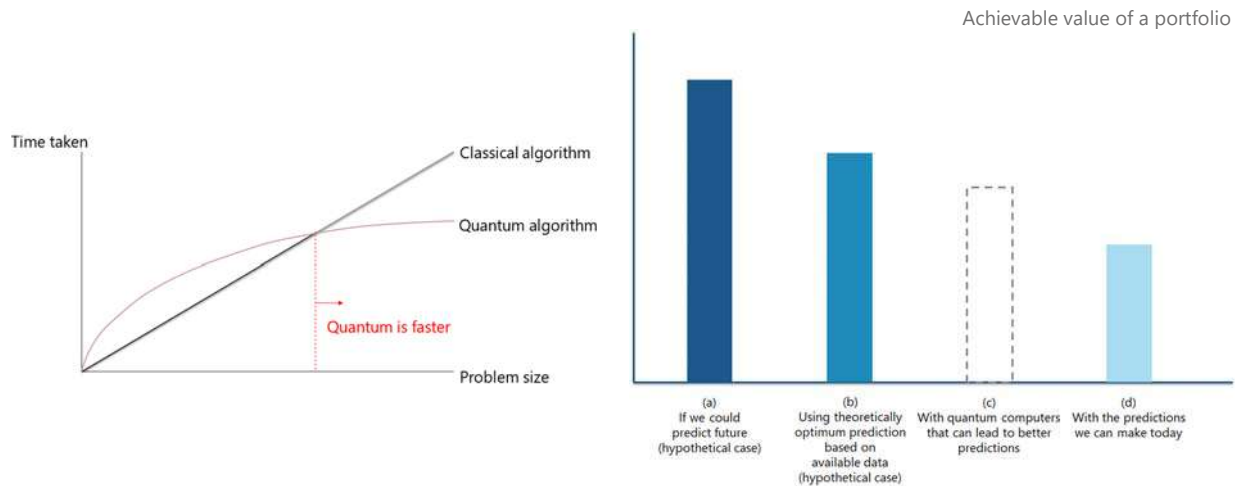 Achievable value of a portfolio
Time taken
Classical algorithm
Quantum algorithm
Quantum is faster
Problem size
(a)
If we could
predict future
(hypothetical case)
(b)
Using theoretically
optimum prediction
based on
available data
(hypothetical case)
(c)
With quantum computers
that can lead to better
predictions
(d)
With the predictions
we can make today